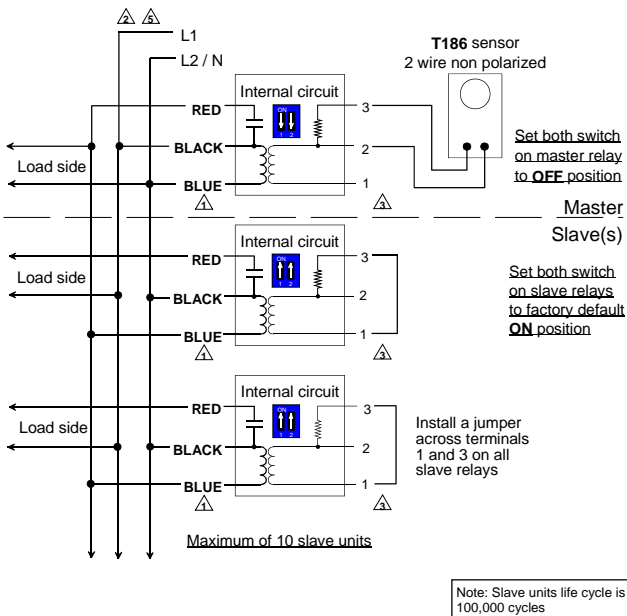 2 5
L1
L2 / N
T186 sensor
2 wire non polarized
Internal circuit
ON
1 2
RED
BLACK
BLUE
3
2
1
1
3
Load side
Set both switch
on master relay
to OFF position
Master
Slave(s)
Internal circuit
ON
1 2
RED
BLACK
BLUE
3
2
1
1
3
Load side
Set both switch
on slave relays
to factory default
ON position
Internal circuit
ON
1 2
RED
BLACK
BLUE
3
2
1
1
3
Load side
Install a jumper
across terminals
1 and 3 on all
slave relays
Maximum of 10 slave units
Note: Slave units life cycle is
100,000 cycles